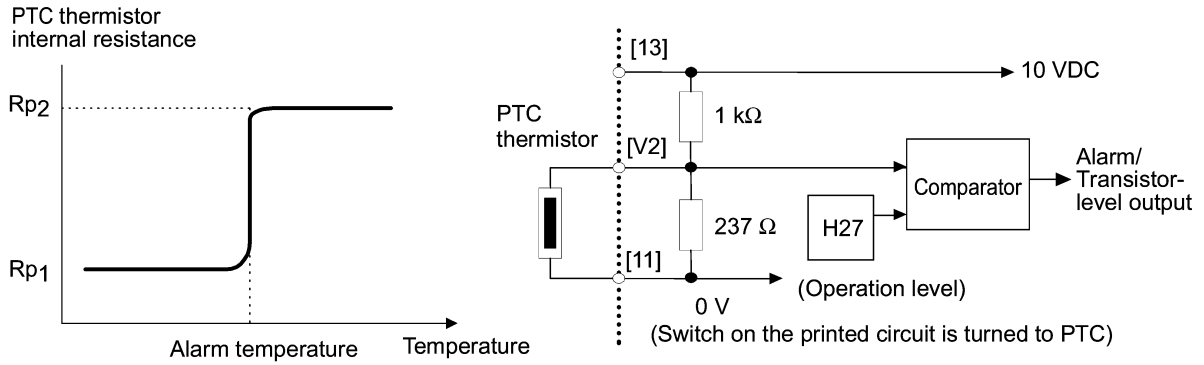 PTC thermistor
internal resistance
Rp2
Rp1
Alarm temperature
Temperature
[13]
10 VDC
1 kΩ
PTC
thermistor
[V2]
Comparator
Alarm/
Transistor-
level output
237 Ω
H27
[11]
(Operation level)
0 V
(Switch on the printed circuit is turned to PTC)